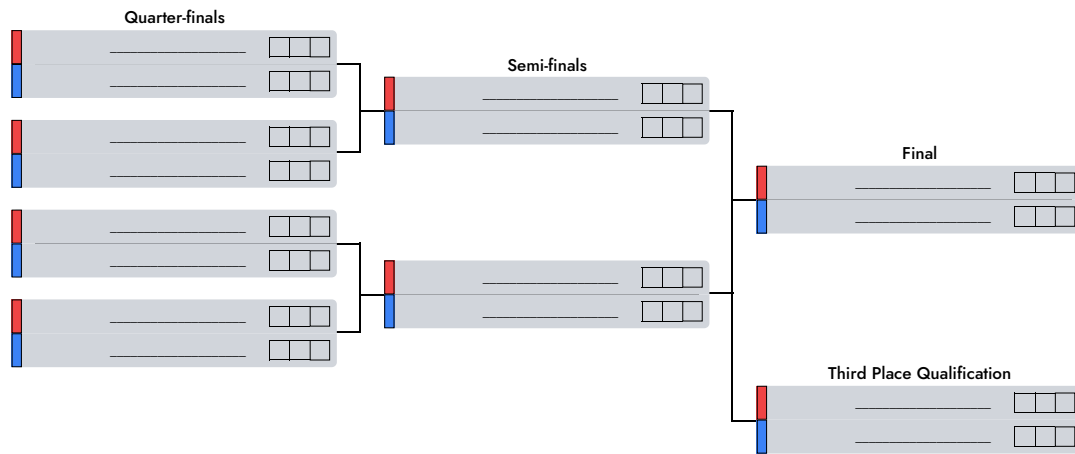 Quarter-finals
Semi-finals
Final
Third Place Qualification